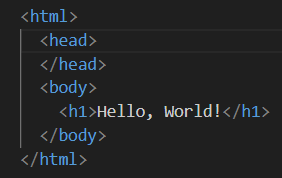 <html>
  <head>
  </head>
  <body>
    <h1>Hello, World!</h1>
  </body>
</html>